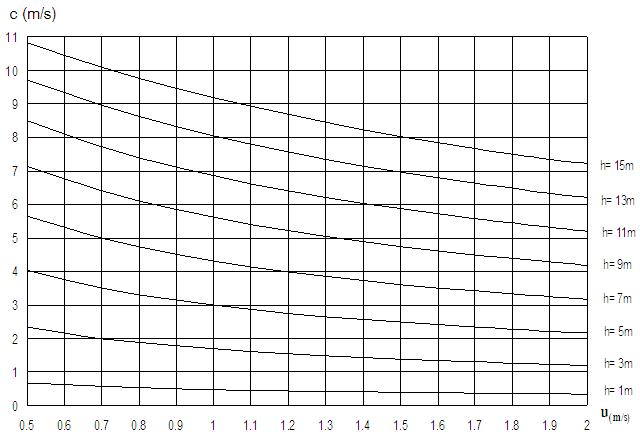 c (m/s)
11
10
9
8
7
6
5
4
3
2
1
0
h= 15m
h= 13m
h= 11m
h= 9m
h= 7m
h= 5m
h= 3m
h= 1m
0.5 0.6 0.7 0.8 0.9 1 1.1 1.2 1.3 1.4 1.5 1.6 1.7 1.8 1.9 2
u(m/s)